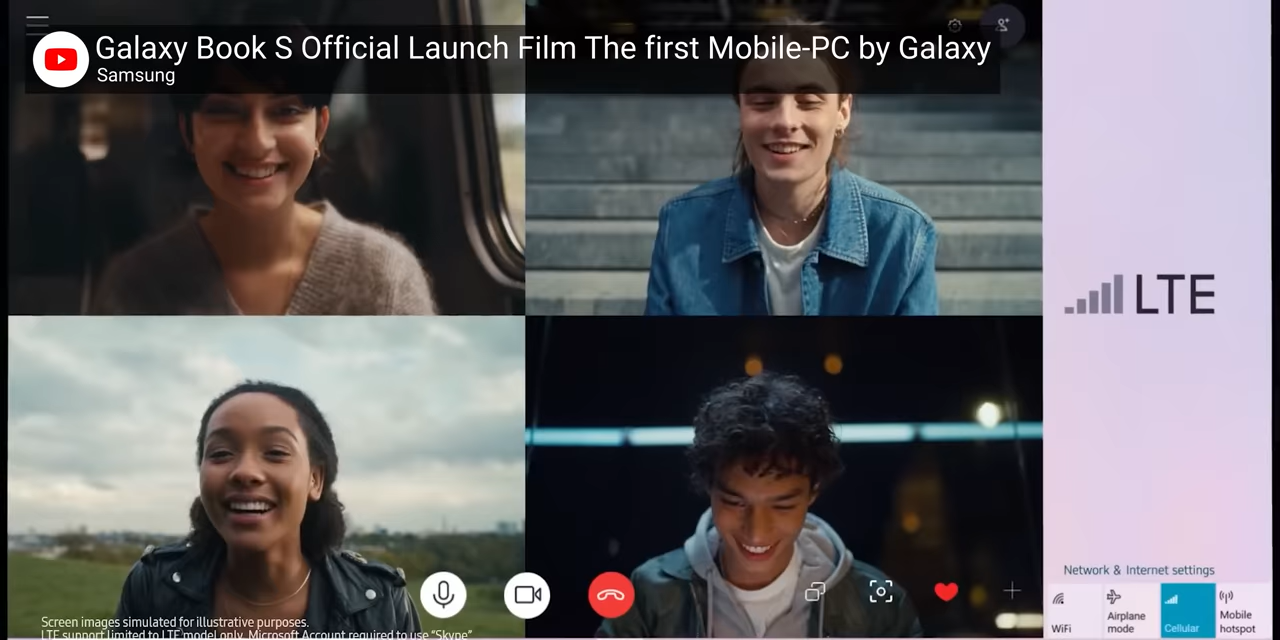 Galaxy Book S Official Launch Film The first Mobile-PC by Galaxy
Samsung
LTE
Network & Internet settings
WiFi
Airplane mode
Cellular
Mobile hotspot
Screen images simulated for illustrative purposes.
LTE support limited to LTE model only. Microsoft Account required to use "Skype"